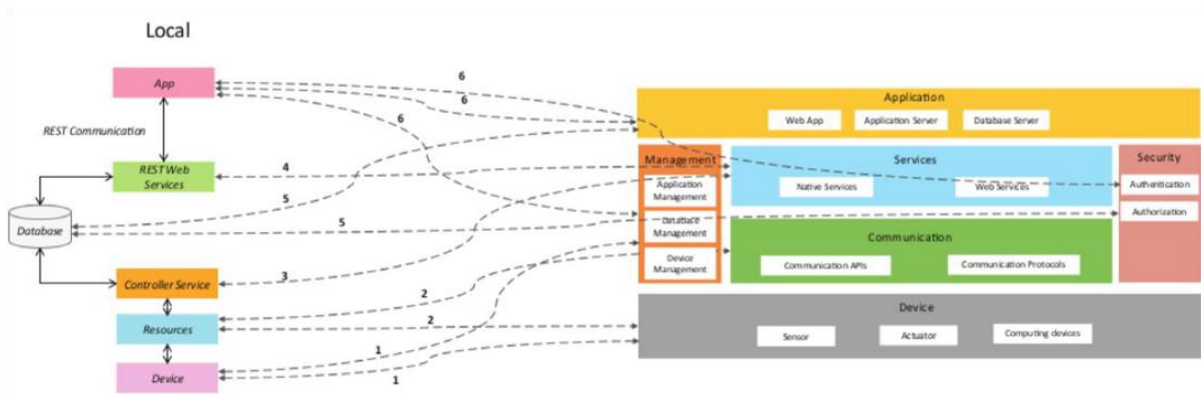 Local
App
REST Communication
REST Web
Services
Database
Controller Service
Resources
Device
6
6
6
4
5
5
3
2
2
1
1
Application
Web App
Application Server
Database Server
Management
Application
Management
Database
Management
Device
Management
Services
Native Services
Web Services
Security
Authentication
Authorization
Communication
Communication APIs
Communication Protocols
Device
Sensor
Actuator
Computing devices